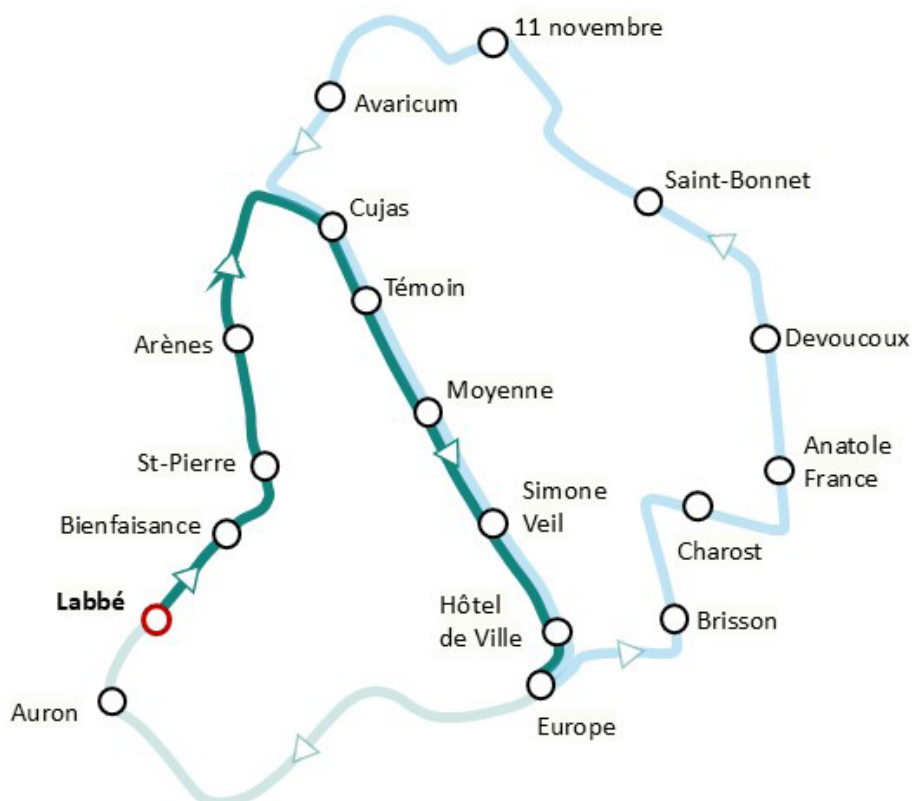 11 novembre
Avaricum
Saint-Bonnet
Cujas
Témoin
Arènes
Devoucoux
Moyenne
St-Pierre
Anatole
France
Simone
Veil
Bienfaisance
Charost
Labbé
Hôtel
de Ville
Brisson
Auron
Europe